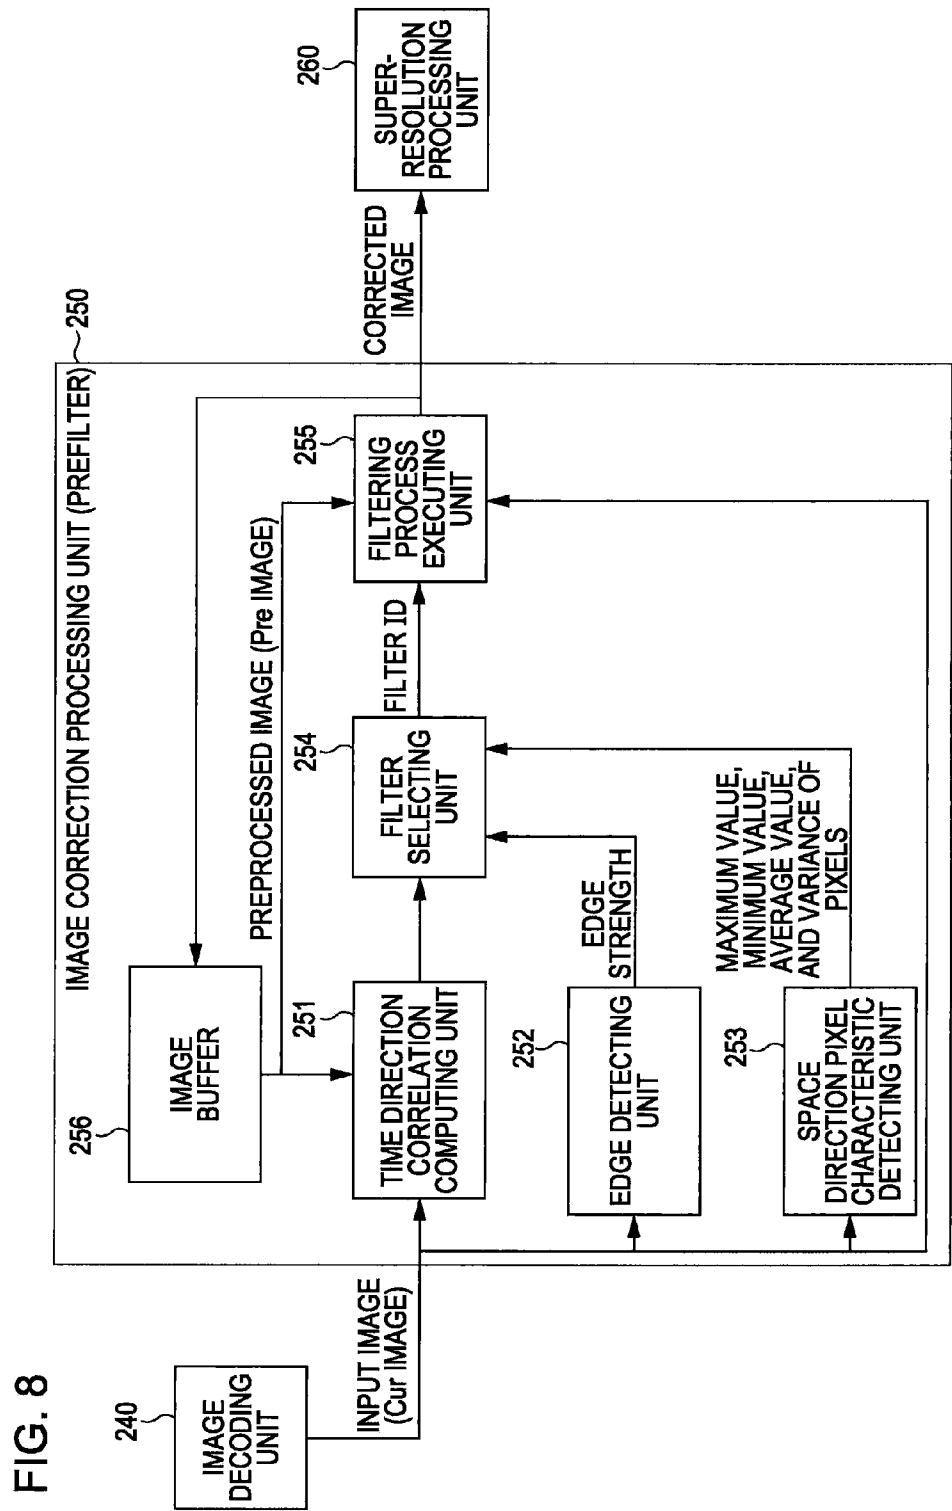 FIG. 8
240
IMAGE
DECODING
UNIT
INPUT IMAGE
(Cur IMAGE)
IMAGE CORRECTION PROCESSING UNIT (PREFILTER)
250
256
IMAGE
BUFFER
PREPROCESSED IMAGE (Pre IMAGE)
251
TIME DIRECTION
CORRELATION
COMPUTING UNIT
254
FILTER
SELECTING
UNIT
FILTER ID
255
FILTERING
PROCESS
EXECUTING
UNIT
CORRECTED
IMAGE
260
SUPER-
RESOLUTION
PROCESSING
UNIT
252
EDGE DETECTING
UNIT
EDGE
STRENGTH
253
SPACE
DIRECTION PIXEL
CHARACTERISTIC
DETECTING UNIT
MAXIMUM VALUE,
MINIMUM VALUE,
AVERAGE VALUE,
AND VARIANCE OF
PIXELS